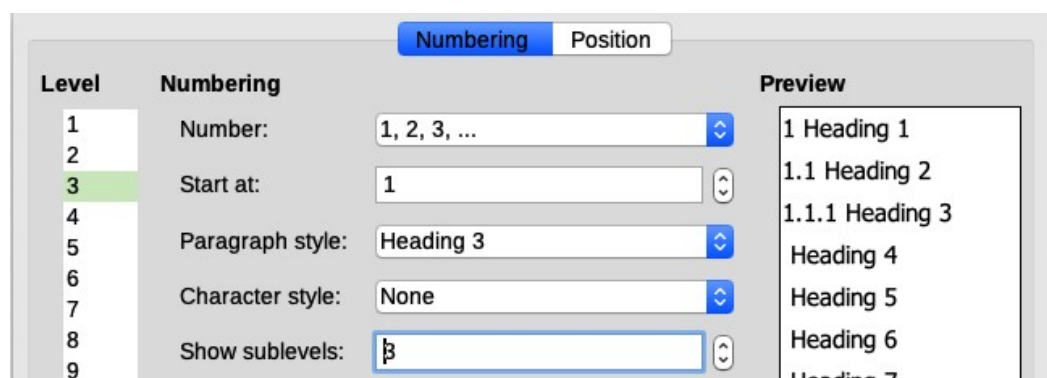 Numbering Position
Level
1
2
3
4
5
6
7
8
9
Numbering
Number: 1, 2, 3, ...
Start at: 1
Paragraph style: Heading 3
Character style: None
Show sublevels: 3
Preview
1 Heading 1
1.1 Heading 2
1.1.1 Heading 3
Heading 4
Heading 5
Heading 6